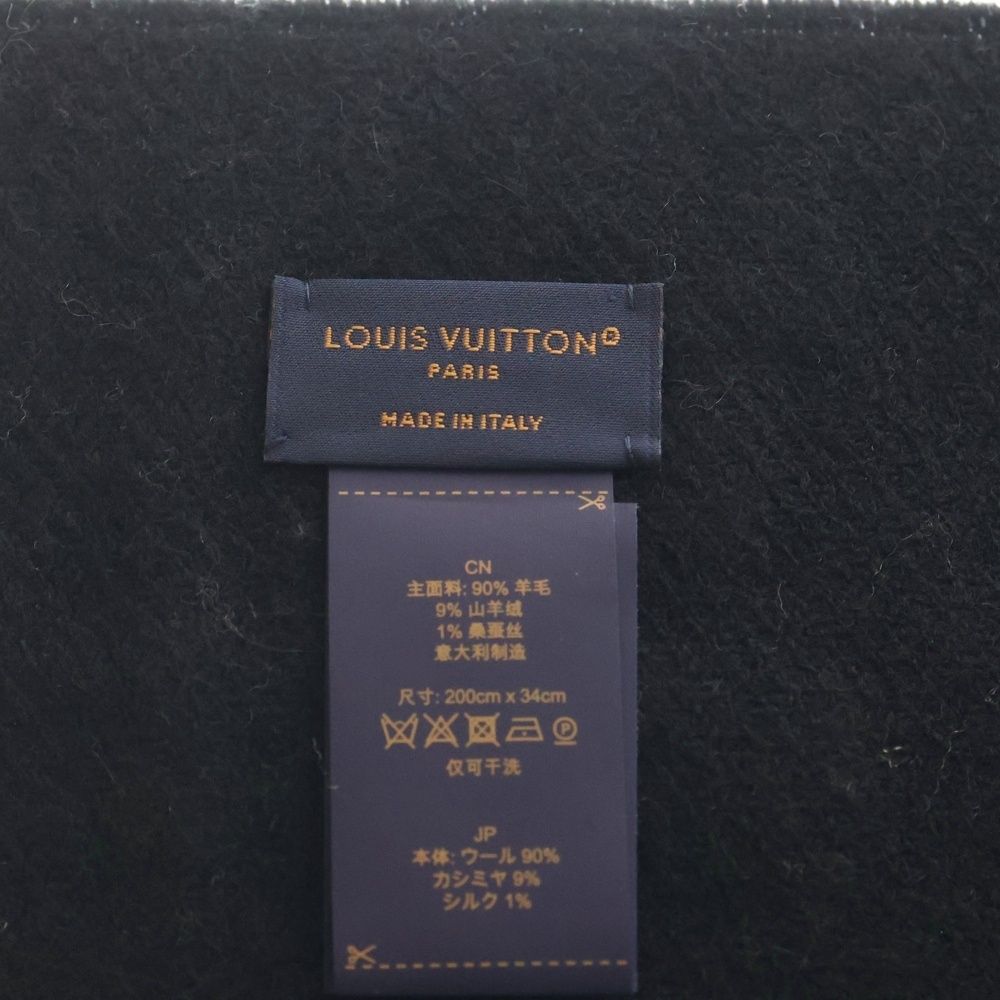 LOUIS VUITTON®
PARIS
MADE IN ITALY
CN
主面料: 90% 羊毛
9% 山羊绒
1% 桑蚕丝
意大利制造
尺寸: 200cm x 34cm
P
仅可干洗
JP
本体: ウール 90%
カシミヤ 9%
シルク 1%